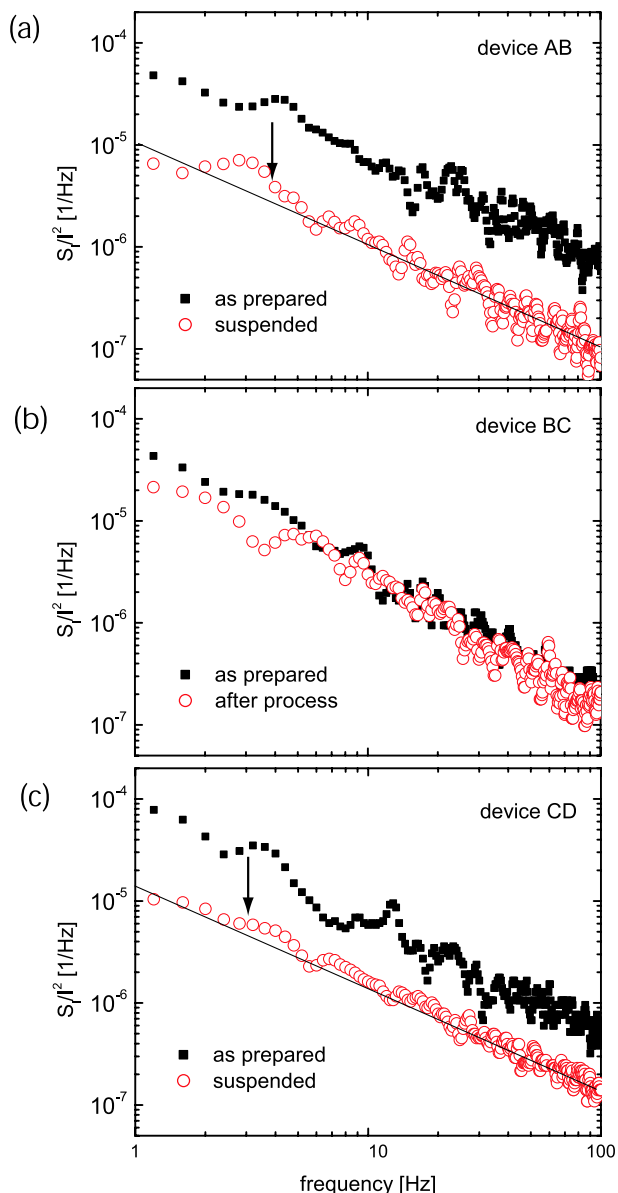 (a)
device AB
10⁻⁴
10⁻⁵
10⁻⁶
10⁻⁷
S_I/I² [1/Hz]
as prepared
suspended
(b)
device BC
10⁻⁴
10⁻⁵
10⁻⁶
10⁻⁷
S_I/I² [1/Hz]
as prepared
after process
(c)
device CD
10⁻⁴
10⁻⁵
10⁻⁶
10⁻⁷
S_I/I² [1/Hz]
as prepared
suspended
1 10 100
frequency [Hz]